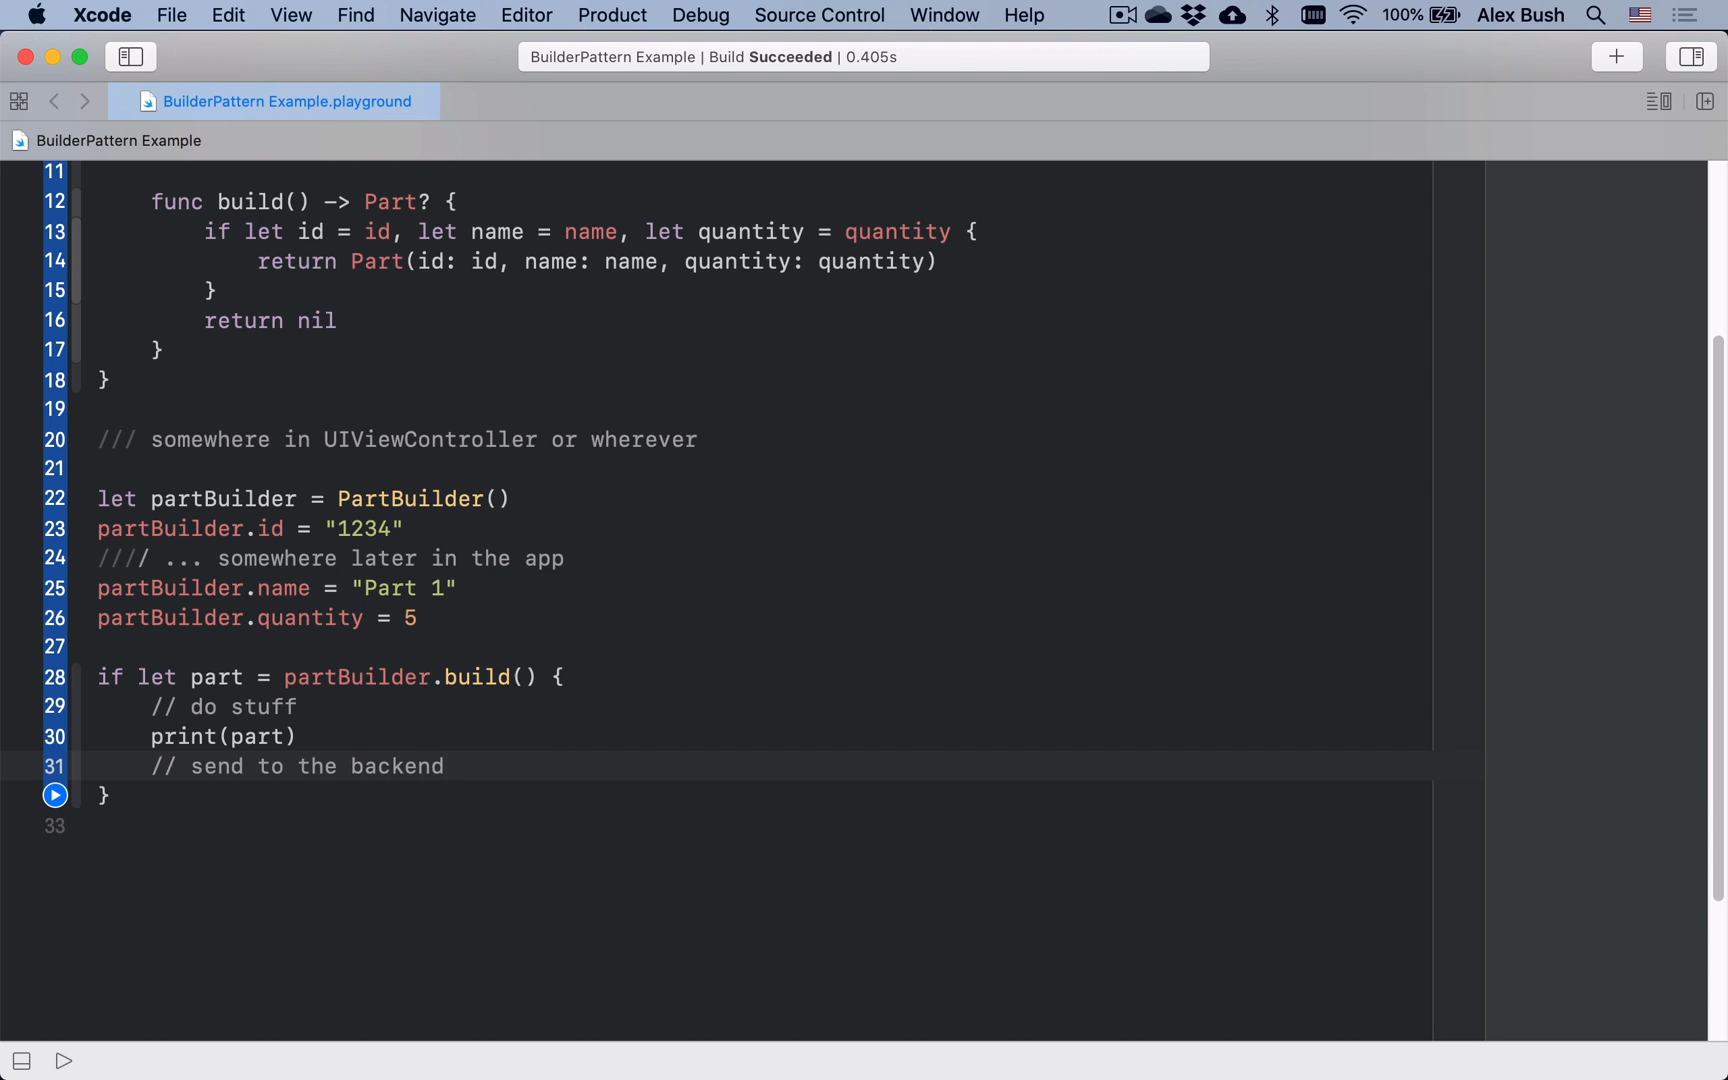 Xcode File Edit View Find Navigate Editor Product Debug Source Control Window Help 100% Alex Bush
BuilderPattern Example | Build Succeeded | 0.405s
BuilderPattern Example.playground
BuilderPattern Example
11
12 func build() -> Part? {
13 if let id = id, let name = name, let quantity = quantity {
14 return Part(id: id, name: name, quantity: quantity)
15 }
16 return nil
17 }
18 }
19
20 /// somewhere in UIViewController or wherever
21
22 let partBuilder = PartBuilder()
23 partBuilder.id = "1234"
24 //// ... somewhere later in the app
25 partBuilder.name = "Part 1"
26 partBuilder.quantity = 5
27
28 if let part = partBuilder.build() {
29 // do stuff
30 print(part)
31 // send to the backend
}
33